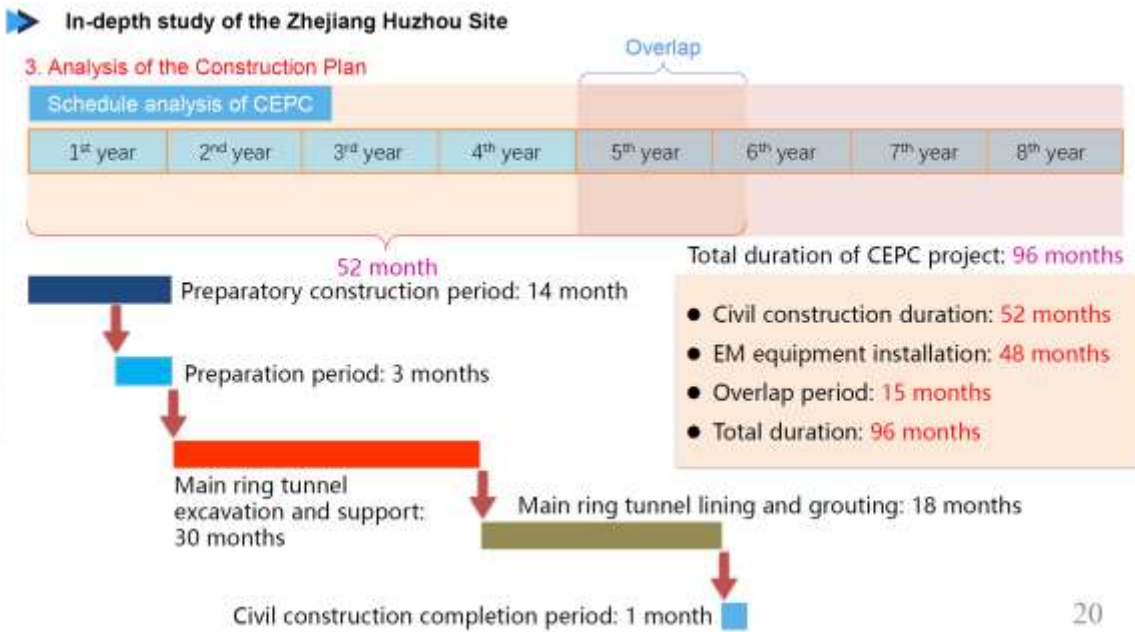 In-depth study of the Zhejiang Huzhou Site
3. Analysis of the Construction Plan
Overlap
Schedule analysis of CEPC
1st year
2nd year
3rd year
4th year
5th year
6th year
7th year
8th year
52 month
Total duration of CEPC project: 96 months
Preparatory construction period: 14 month
● Civil construction duration: 52 months
● EM equipment installation: 48 months
● Overlap period: 15 months
● Total duration: 96 months
Preparation period: 3 months
Main ring tunnel
excavation and support:
30 months
Main ring tunnel lining and grouting: 18 months
Civil construction completion period: 1 month
20